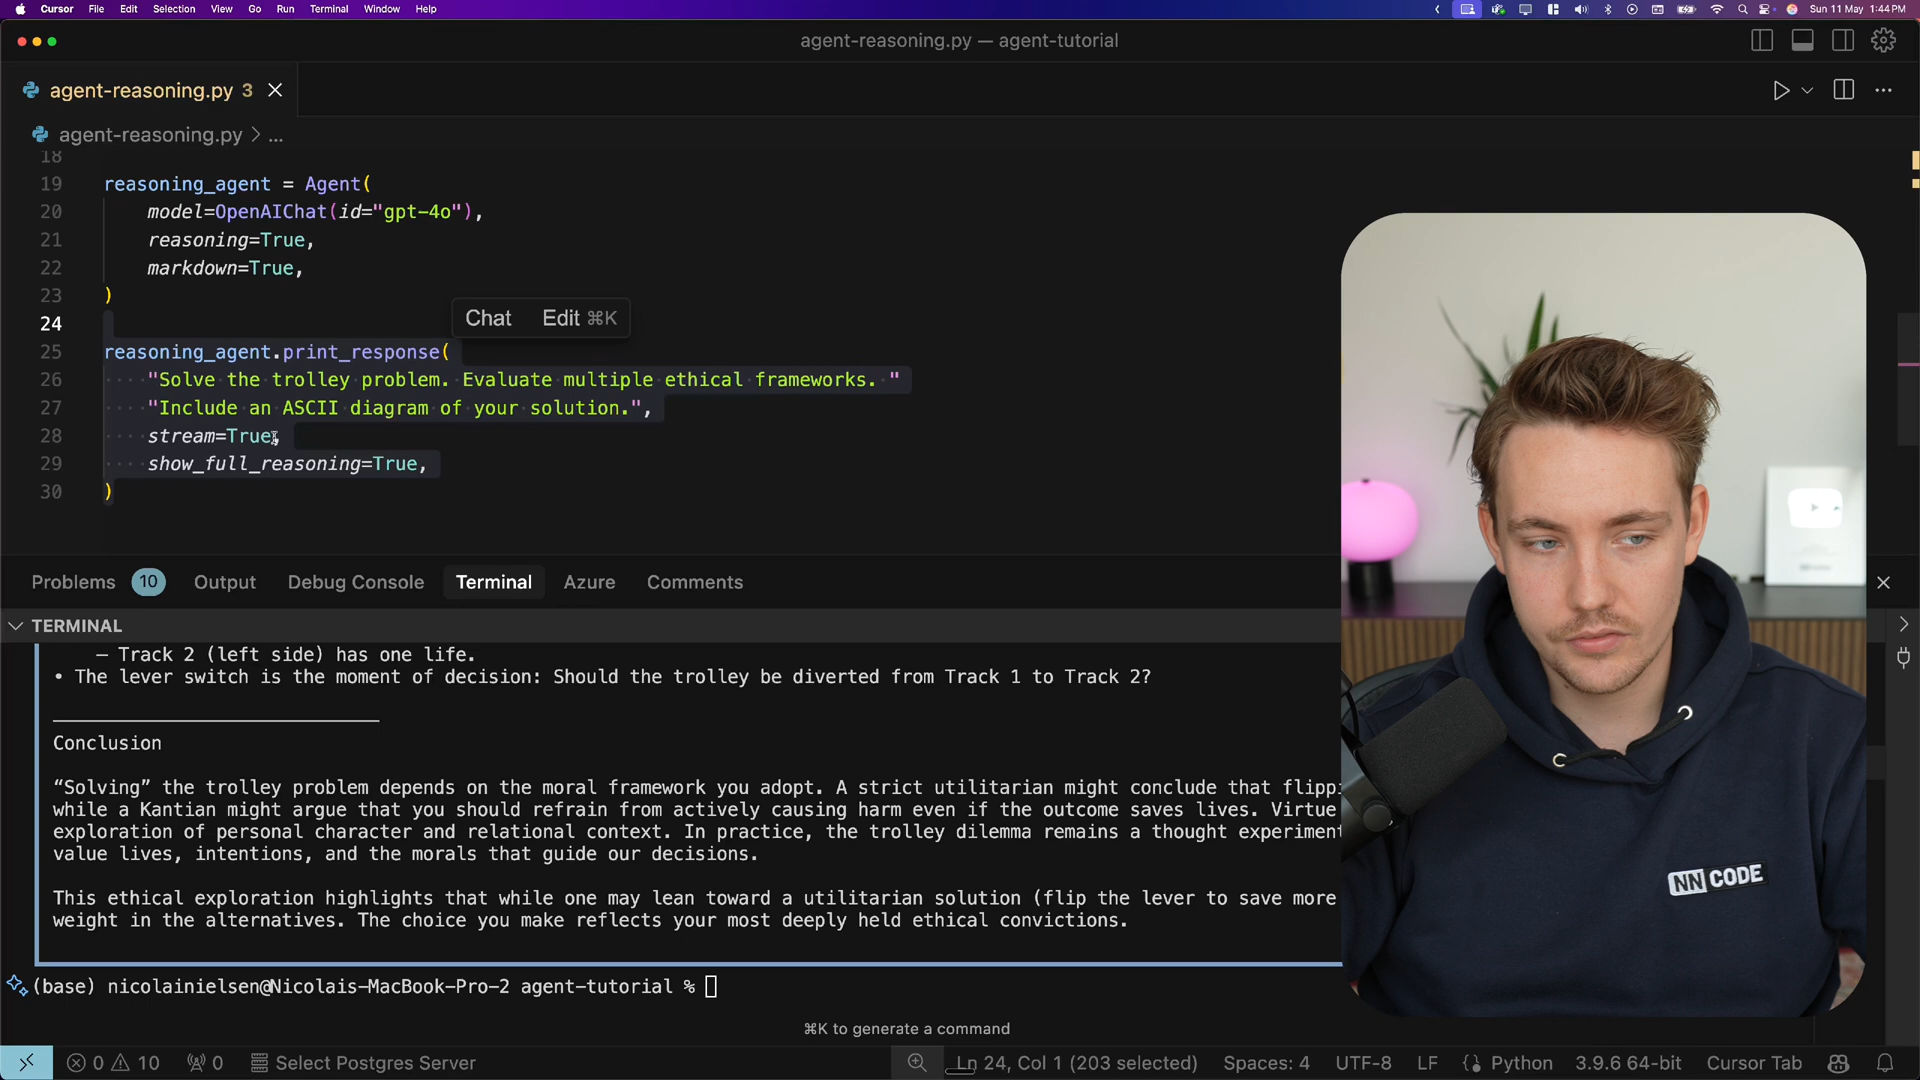 Cursor File Edit Selection View Go Run Terminal Window Help
Sun 11 May 1:44 PM
agent-reasoning.py — agent-tutorial
agent-reasoning.py 3
agent-reasoning.py > ...
18
19 reasoning_agent = Agent(
20 model=OpenAIChat(id="gpt-4o"),
21 reasoning=True,
22 markdown=True,
23 )
24
Chat Edit ⌘K
25 reasoning_agent.print_response(
26 "Solve the trolley problem. Evaluate multiple ethical frameworks. "
27 "Include an ASCII diagram of your solution.",
28 stream=True,
29 show_full_reasoning=True,
30 )
Problems 10 Output Debug Console Terminal Azure Comments
TERMINAL
— Track 2 (left side) has one life.
• The lever switch is the moment of decision: Should the trolley be diverted from Track 1 to Track 2?
Conclusion
“Solving” the trolley problem depends on the moral framework you adopt. A strict utilitarian might conclude that flippi
while a Kantian might argue that you should refrain from actively causing harm even if the outcome saves lives. Virtue
exploration of personal character and relational context. In practice, the trolley dilemma remains a thought experiment
value lives, intentions, and the morals that guide our decisions.
This ethical exploration highlights that while one may lean toward a utilitarian solution (flip the lever to save more
weight in the alternatives. The choice you make reflects your most deeply held ethical convictions.
(base) nicolainielsen@Nicolais-MacBook-Pro-2 agent-tutorial %
⌘K to generate a command
NN CODE
0 10 0 Select Postgres Server
Ln 24, Col 1 (203 selected) Spaces: 4 UTF-8 LF {} Python 3.9.6 64-bit Cursor Tab